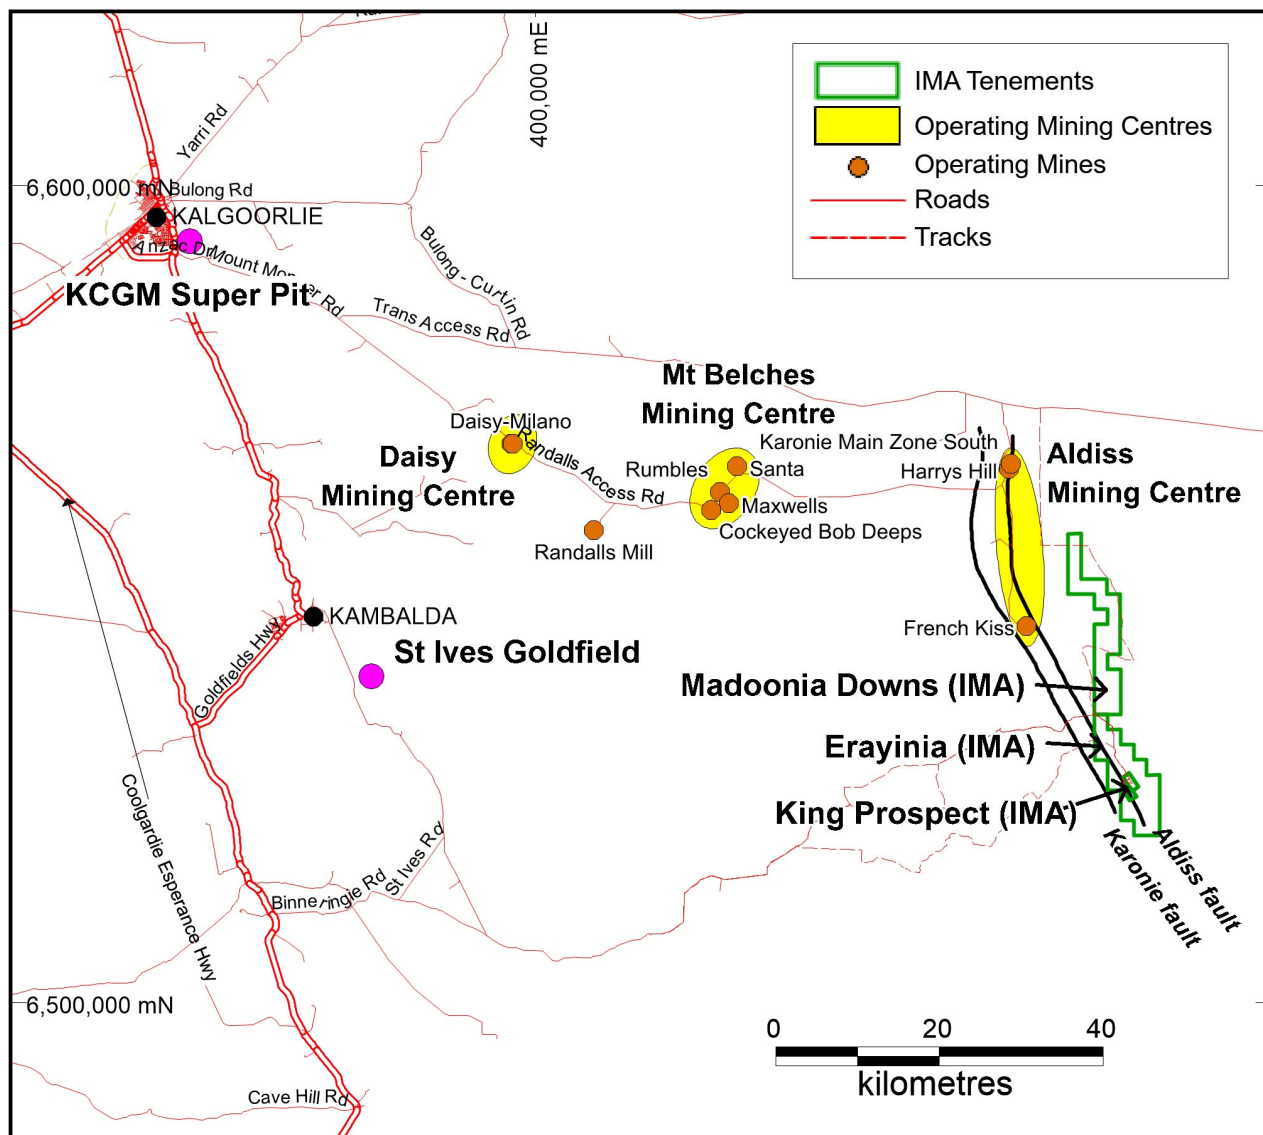 400,000 mE
IMA Tenements
Operating Mining Centres
Operating Mines
Roads
Tracks
Yarri Rd
6,600,000 mN
Bulong Rd
KALGOORLIE
Anzac Dr
Mount Monger Rd
KCGM Super Pit
Bulong - Curtin Rd
Trans Access Rd
Mt Belches
Mining Centre
Daisy-Milano
Randalls Access Rd
Daisy
Mining Centre
Karonie Main Zone South
Rumbles
Santa
Harrys Hill
Aldiss
Mining Centre
Maxwells
Cockeyed Bob Deeps
Randalls Mill
KAMBALDA
Goldfields Hwy
St Ives Goldfield
French Kiss
Madoonia Downs (IMA)
Erayinia (IMA)
King Prospect (IMA)
Coolgardie Esperance Hwy
St Ives Rd
Binneringie Rd
Karonie fault
Aldiss fault
6,500,000 mN
0 20 40
kilometres
Cave Hill Rd